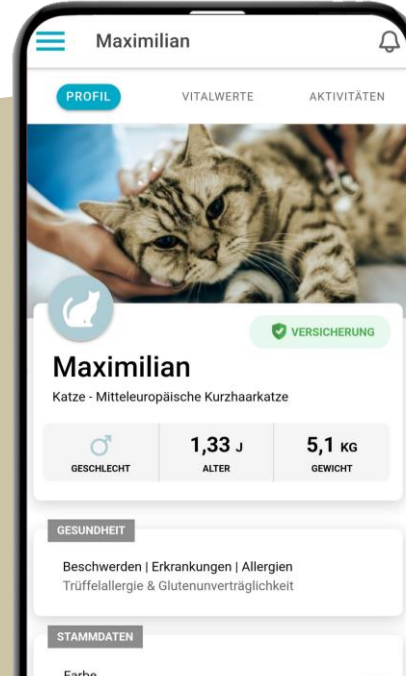 Maximilian
PROFIL VITALWERTE AKTIVITÄTEN
VERSICHERUNG
Maximilian
Katze - Mitteleuropäische Kurzhaarkatze
1,33 J 5,1 KG
GESCHLECHT ALTER GEWICHT
GESUNDHEIT
Beschwerden | Erkrankungen | Allergien
Trüffelallergie & Glutenunverträglichkeit
STAMMDATEN
Farbe